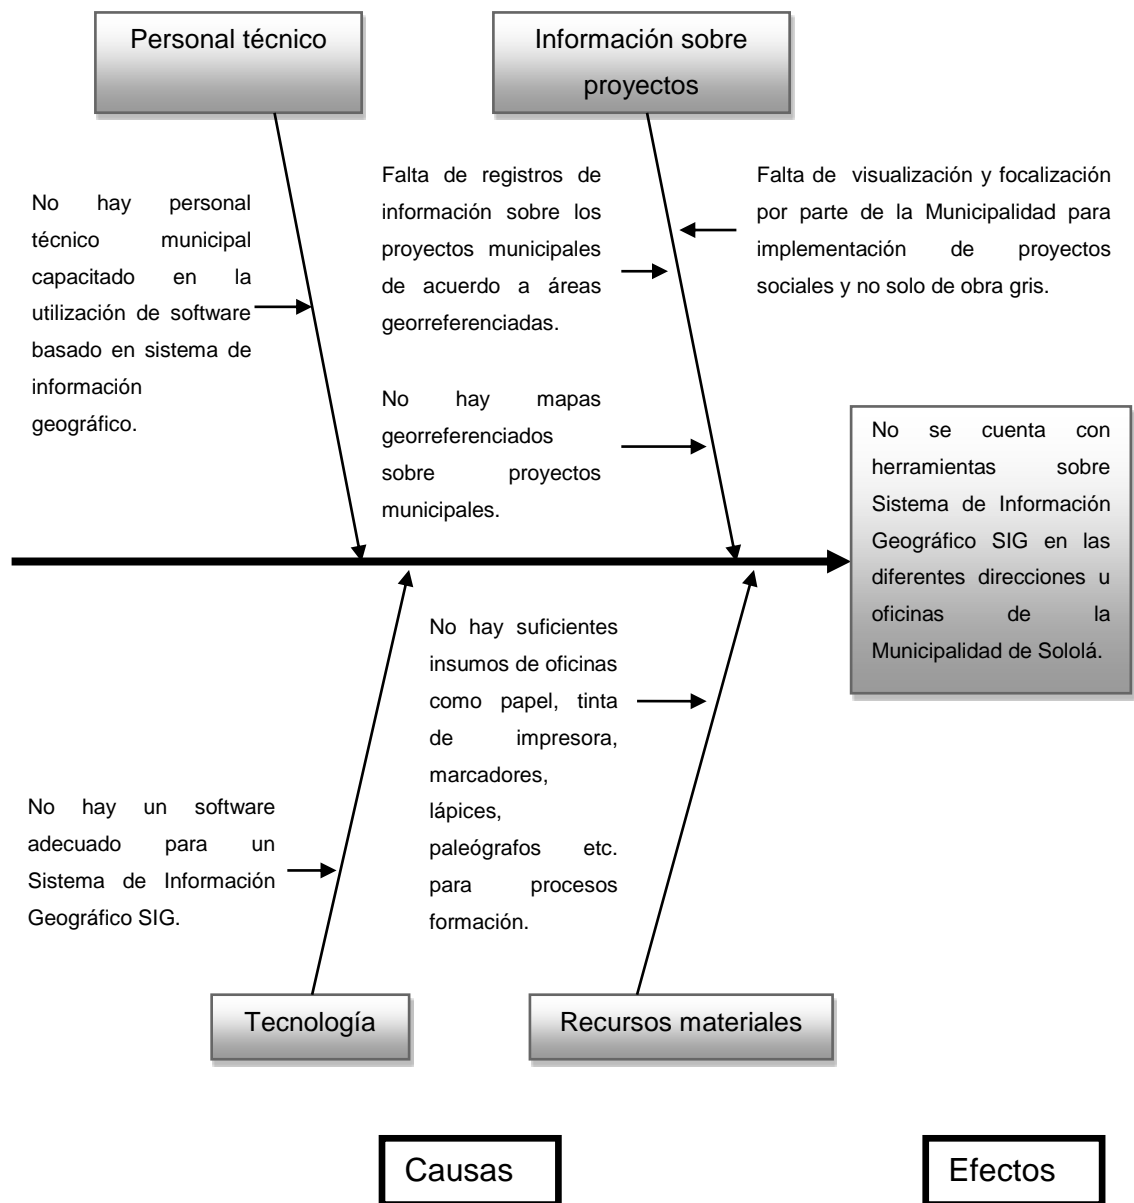 Personal técnico
Información sobre
proyectos
No hay personal
técnico municipal
capacitado en la
utilización de software
basado en sistema de
información
geográfico.
Falta de registros de
información sobre los
proyectos municipales
de acuerdo a áreas
georreferenciadas.
Falta de visualización y focalización
por parte de la Municipalidad para
implementación de proyectos
sociales y no solo de obra gris.
No hay mapas
georreferenciados
sobre proyectos
municipales.
No se cuenta con
herramientas sobre
Sistema de Información
Geográfico SIG en las
diferentes direcciones u
oficinas de la
Municipalidad de Sololá.
No hay suficientes
insumos de oficinas
como papel, tinta
de impresora,
marcadores,
lápices,
paleógrafos etc.
para procesos
formación.
No hay un software
adecuado para un
Sistema de Información
Geográfico SIG.
Tecnología
Recursos materiales
Causas
Efectos